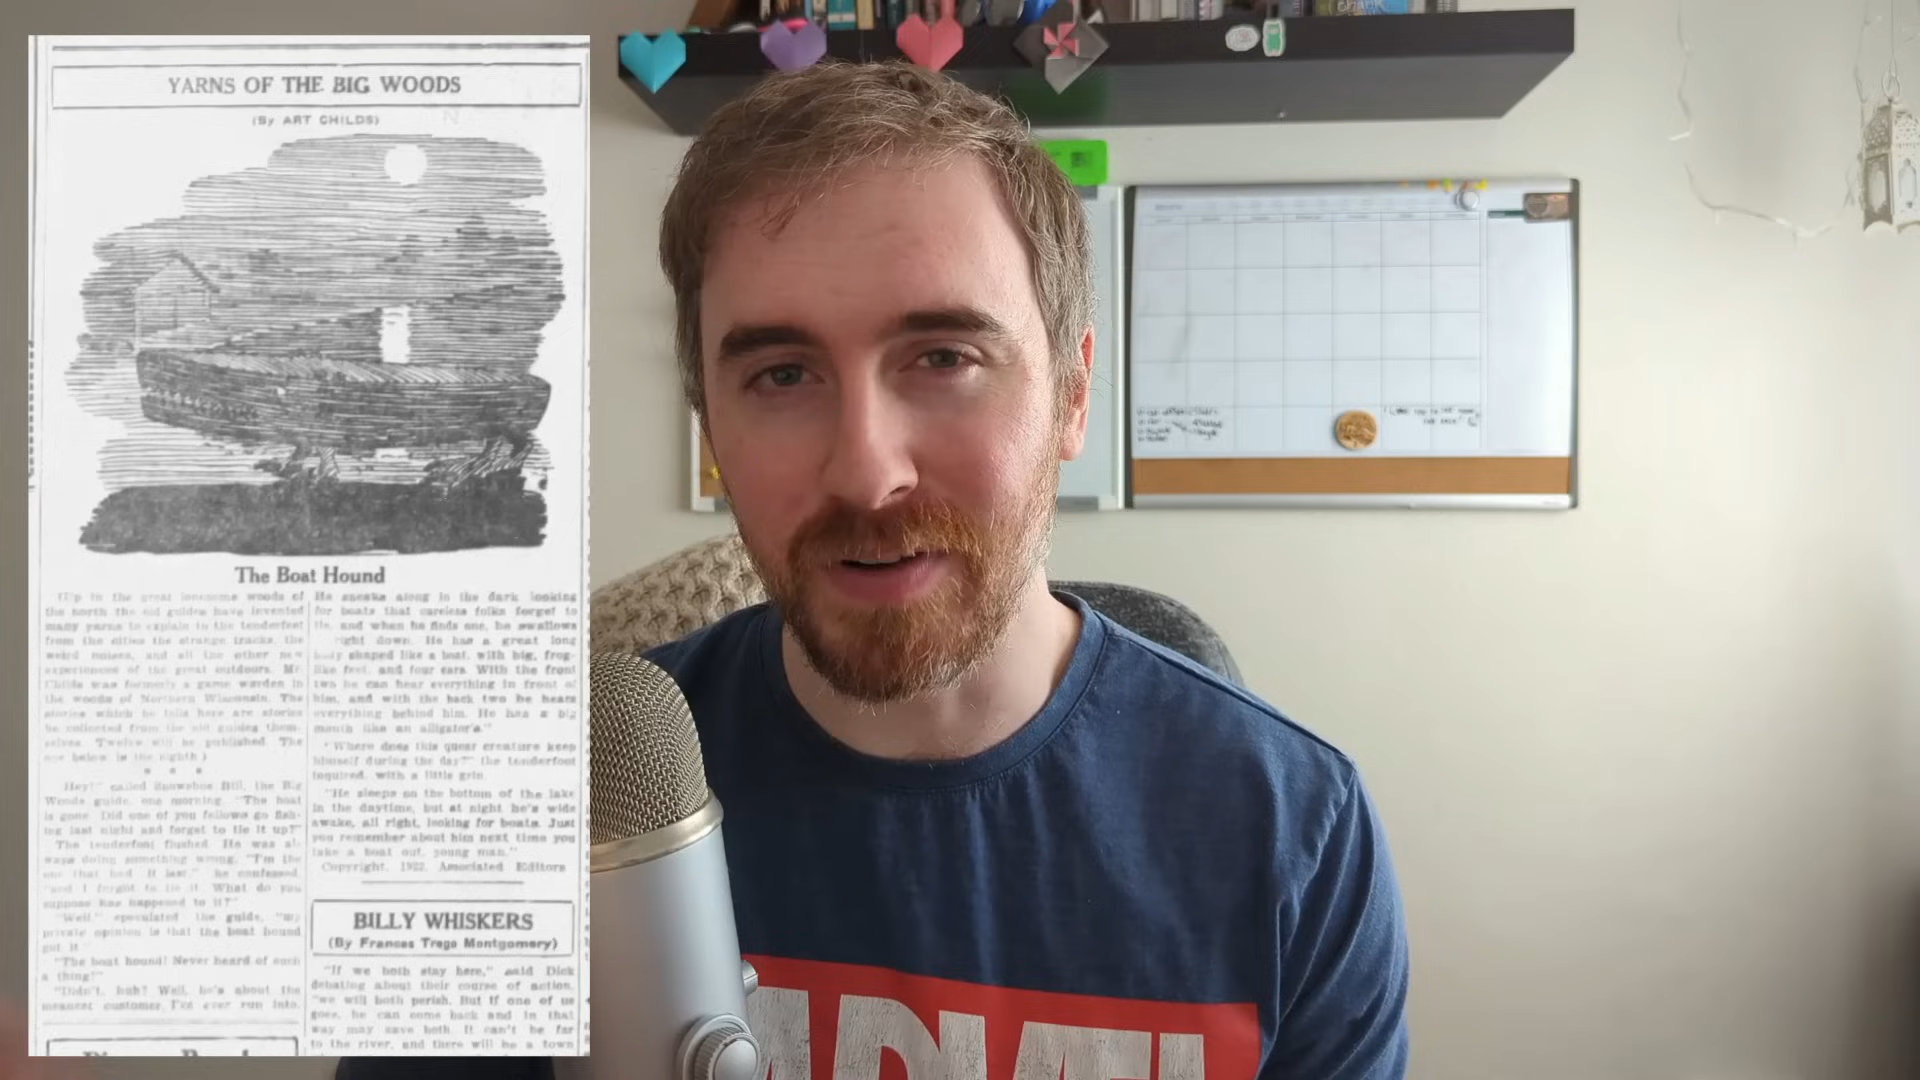 YARNS OF THE BIG WOODS
(By ART CHILDS)
The Boat Hound
(Up in the great lonesome woods of
the north the old guides have invented
many yarns to explain to the tenderfeet
from the cities the strange tracks, the
weird noises, and all the other new
experiences of the great outdoors. Mr.
Childs was formerly a game warden in
the woods of Northern Wisconsin. The
stories which he tells here are stories
he collected from the old guides them-
selves. Twelve will be published. The
one below is the eighth.)
"Hey!" called Snowshoe Bill, the Big
Woods guide, one morning. "The boat
is gone. Did one of you fellows go fish-
ing last night and forget to tie it up?"
The tenderfoot flushed. He was al-
ways doing something wrong. "I'm the
one that had it last," he confessed,
"and I forgot to tie it. What do you
suppose has happened to it?"
"Well," speculated the guide, "my
private opinion is that the boat hound
got it."
"The boat hound! Never heard of such
a thing!"
"Didn't, huh? Well, he's about the
meanest customer I've ever run into.
He sneaks along in the dark looking
for boats that careless folks forget to
tie, and when he finds one, he swallows
right down. He has a great long
body shaped like a boat, with big, frog-
like feet, and four ears. With the front
two he can hear everything in front of
him, and with the back two he hears
everything behind him. He has a big
mouth like an alligator's."
"Where does this queer creature keep
himself during the day?" the tenderfoot
inquired, with a little grin.
"He sleeps on the bottom of the lake
in the daytime, but at night he's wide
awake, all right, looking for boats. Just
you remember about him next time you
take a boat out, young man."
Copyright, 1922, Associated Editors
BILLY WHISKERS
(By Frances Trego Montgomery)
"If we both stay here," said Dick
debating about their course of action,
"we will both perish. But if one of us
goes, he can come back and in that
way may save both. It can't be far
to the river, and there will be a town